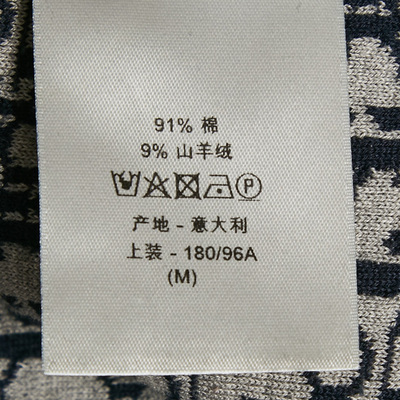 91% 棉
9% 山羊绒
P
产地 - 意大利
上装 - 180/96A
(M)